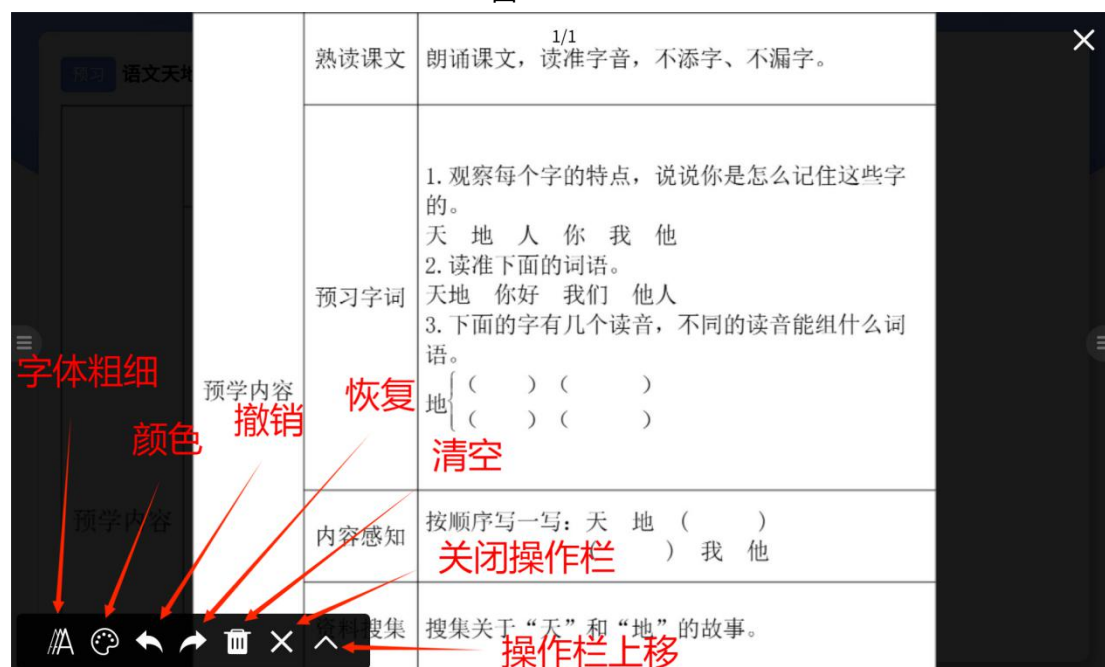 1/1
预习 语文天地
熟读课文 朗诵课文，读准字音，不添字、不漏字。
1.观察每个字的特点，说说你是怎么记住这些字
的。
天 地 人 你 我 他
2.读准下面的词语。
预习字词 天地 你好 我们 他人
3.下面的字有几个读音，不同的读音能组什么词
语。
字体粗细
预学内容
地{（ ）（ ）
（ ）（ ）
恢复
撤销
颜色
清空
预学内容
内容感知 按顺序写一写：天 地 （ ）
（ ） 我 他
关闭操作栏
资料搜集 搜集关于“天”和“地”的故事。
操作栏上移